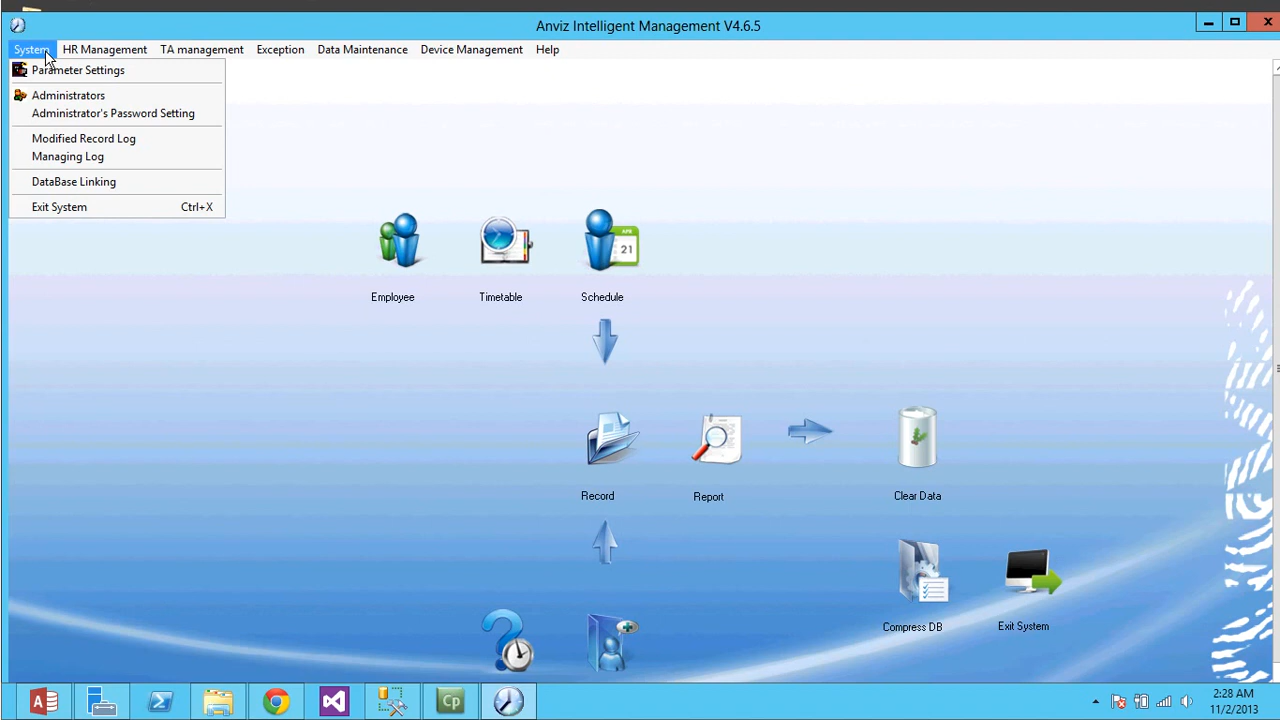 Anviz Intelligent Management V4.6.5
System HR Management TA management Exception Data Maintenance Device Management Help
Parameter Settings
Administrators
Administrator's Password Setting
Modified Record Log
Managing Log
DataBase Linking
Exit System Ctrl+X
APR
21
Employee Timetable Schedule
Record Report Clear Data
Compress DB Exit System
Cp
2:28 AM
11/2/2013